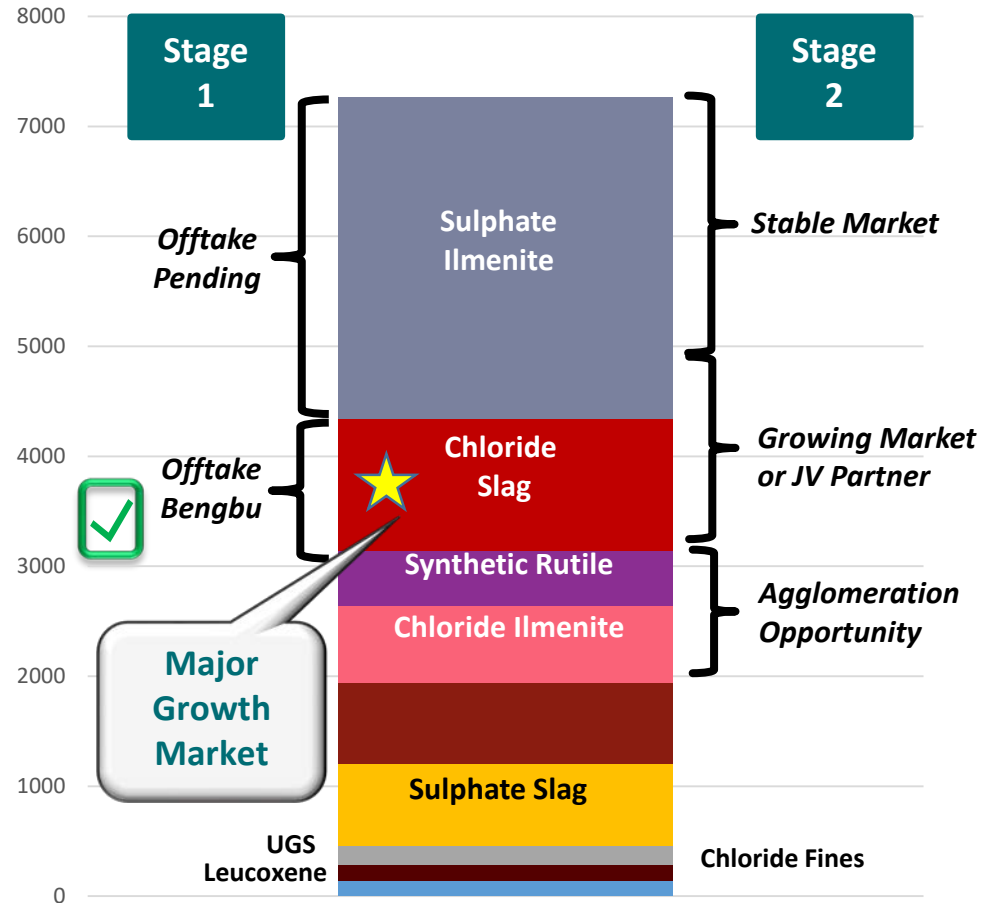 8000
7000
6000
5000
4000
3000
2000
1000
0
Stage
1
Stage
2
Offtake
Pending
Offtake
Bengbu
Major
Growth
Market
Sulphate
Ilmenite
Chloride
Slag
Synthetic Rutile
Chloride Ilmenite
Sulphate Slag
UGS
Leucoxene
Chloride Fines
Stable Market
Growing Market
or JV Partner
Agglomeration
Opportunity